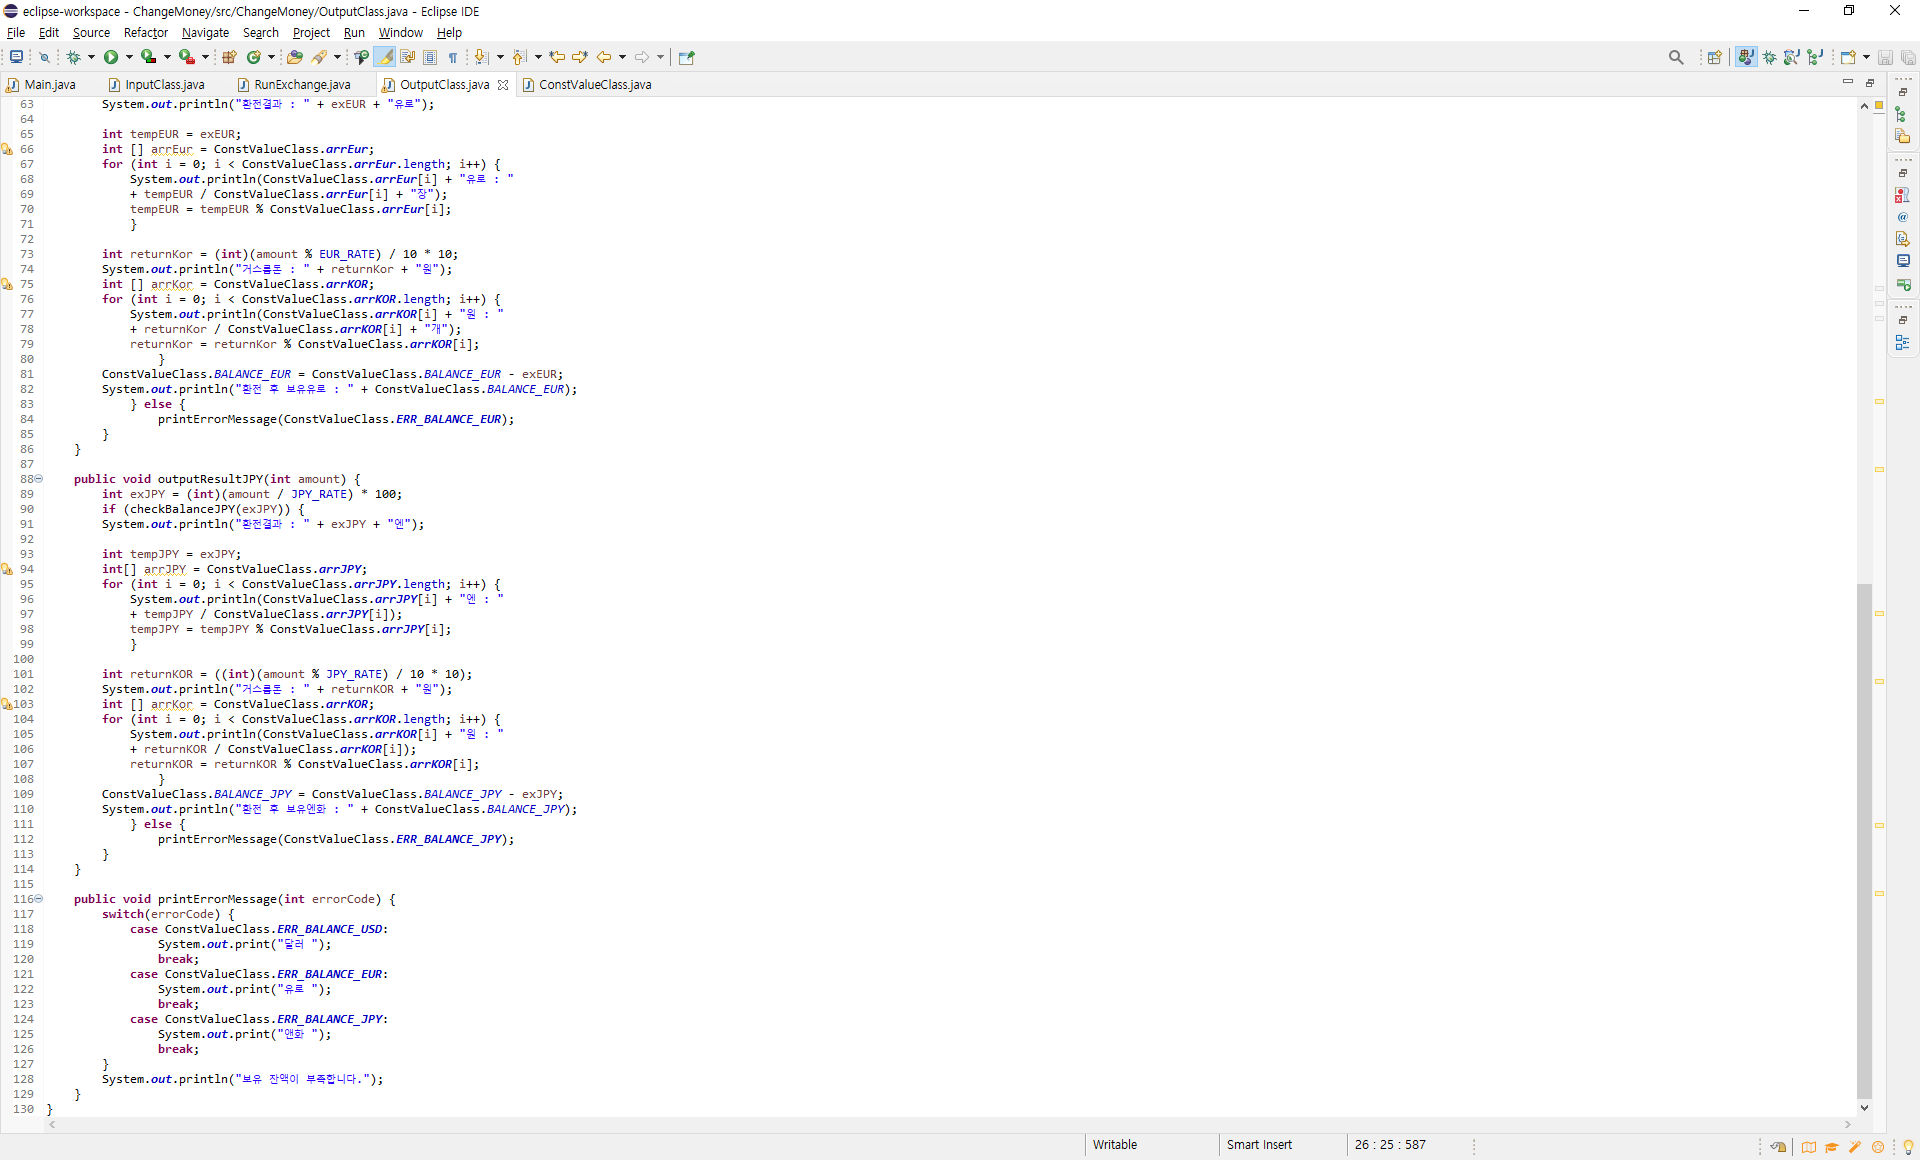 eclipse-workspace - ChangeMoney/src/ChangeMoney/OutputClass.java - Eclipse IDE
File Edit Source Refactor Navigate Search Project Run Window Help
Main.java InputClass.java RunExchange.java OutputClass.java ConstValueClass.java
63 System.out.println("환전결과 : " + exEUR + "유로");
64
65 int tempEUR = exEUR;
66 int [] arrEur = ConstValueClass.arrEur;
67 for (int i = 0; i < ConstValueClass.arrEur.length; i++) {
68 System.out.println(ConstValueClass.arrEur[i] + "유로 : "
69 + tempEUR / ConstValueClass.arrEur[i] + "장");
70 tempEUR = tempEUR % ConstValueClass.arrEur[i];
71 }
72
73 int returnKor = (int)(amount % EUR_RATE) / 10 * 10;
74 System.out.println("거스름돈 : " + returnKor + "원");
75 int [] arrKor = ConstValueClass.arrKOR;
76 for (int i = 0; i < ConstValueClass.arrKOR.length; i++) {
77 System.out.println(ConstValueClass.arrKOR[i] + "원 : "
78 + returnKor / ConstValueClass.arrKOR[i] + "개");
79 returnKor = returnKor % ConstValueClass.arrKOR[i];
80 }
81 ConstValueClass.BALANCE_EUR = ConstValueClass.BALANCE_EUR - exEUR;
82 System.out.println("환전 후 보유유로 : " + ConstValueClass.BALANCE_EUR);
83 } else {
84 printErrorMessage(ConstValueClass.ERR_BALANCE_EUR);
85 }
86 }
87
88 public void outputResultJPY(int amount) {
89 int exJPY = (int)(amount / JPY_RATE) * 100;
90 if (checkBalanceJPY(exJPY)) {
91 System.out.println("환전결과 : " + exJPY + "엔");
92
93 int tempJPY = exJPY;
94 int[] arrJPY = ConstValueClass.arrJPY;
95 for (int i = 0; i < ConstValueClass.arrJPY.length; i++) {
96 System.out.println(ConstValueClass.arrJPY[i] + "엔 : "
97 + tempJPY / ConstValueClass.arrJPY[i]);
98 tempJPY = tempJPY % ConstValueClass.arrJPY[i];
99 }
100
101 int returnKOR = ((int)(amount % JPY_RATE) / 10 * 10);
102 System.out.println("거스름돈 : " + returnKOR + "원");
103 int [] arrKor = ConstValueClass.arrKOR;
104 for (int i = 0; i < ConstValueClass.arrKOR.length; i++) {
105 System.out.println(ConstValueClass.arrKOR[i] + "원 : "
106 + returnKOR / ConstValueClass.arrKOR[i]);
107 returnKOR = returnKOR % ConstValueClass.arrKOR[i];
108 }
109 ConstValueClass.BALANCE_JPY = ConstValueClass.BALANCE_JPY - exJPY;
110 System.out.println("환전 후 보유엔화 : " + ConstValueClass.BALANCE_JPY);
111 } else {
112 printErrorMessage(ConstValueClass.ERR_BALANCE_JPY);
113 }
114 }
115
116 public void printErrorMessage(int errorCode) {
117 switch(errorCode) {
118 case ConstValueClass.ERR_BALANCE_USD:
119 System.out.print("달러 ");
120 break;
121 case ConstValueClass.ERR_BALANCE_EUR:
122 System.out.print("유로 ");
123 break;
124 case ConstValueClass.ERR_BALANCE_JPY:
125 System.out.print("앤화 ");
126 break;
127 }
128 System.out.println("보유 잔액이 부족합니다.");
129 }
130 }
Writable Smart Insert 26 : 25 : 587